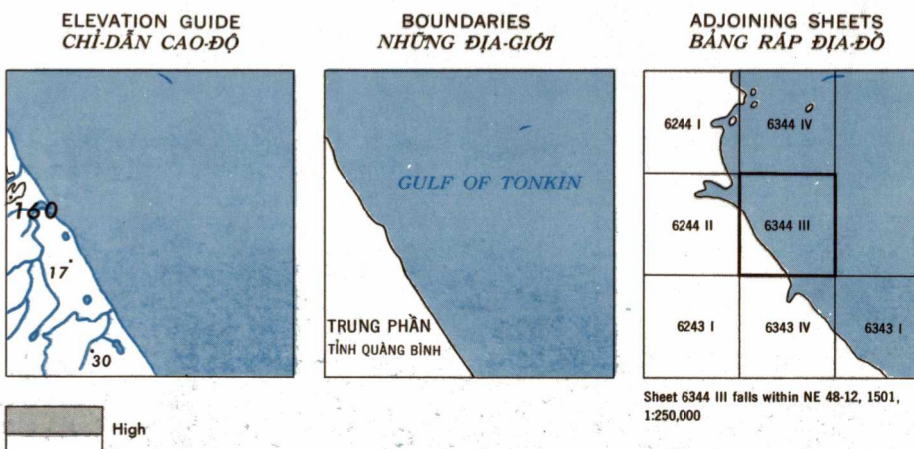 ELEVATION GUIDE
CHỈ-DẪN CAO-ĐỘ
160
17
30
High
BOUNDARIES
NHỮNG ĐỊA-GIỚI
GULF OF TONKIN
TRUNG PHẦN
TỈNH QUẢNG BÌNH
ADJOINING SHEETS
BẢNG RÁP ĐỊA-ĐỒ
6244 I
6344 IV
6244 II
6344 III
6243 I
6343 IV
6343 I
Sheet 6344 III falls within NE 48-12, 1501,
1:250,000